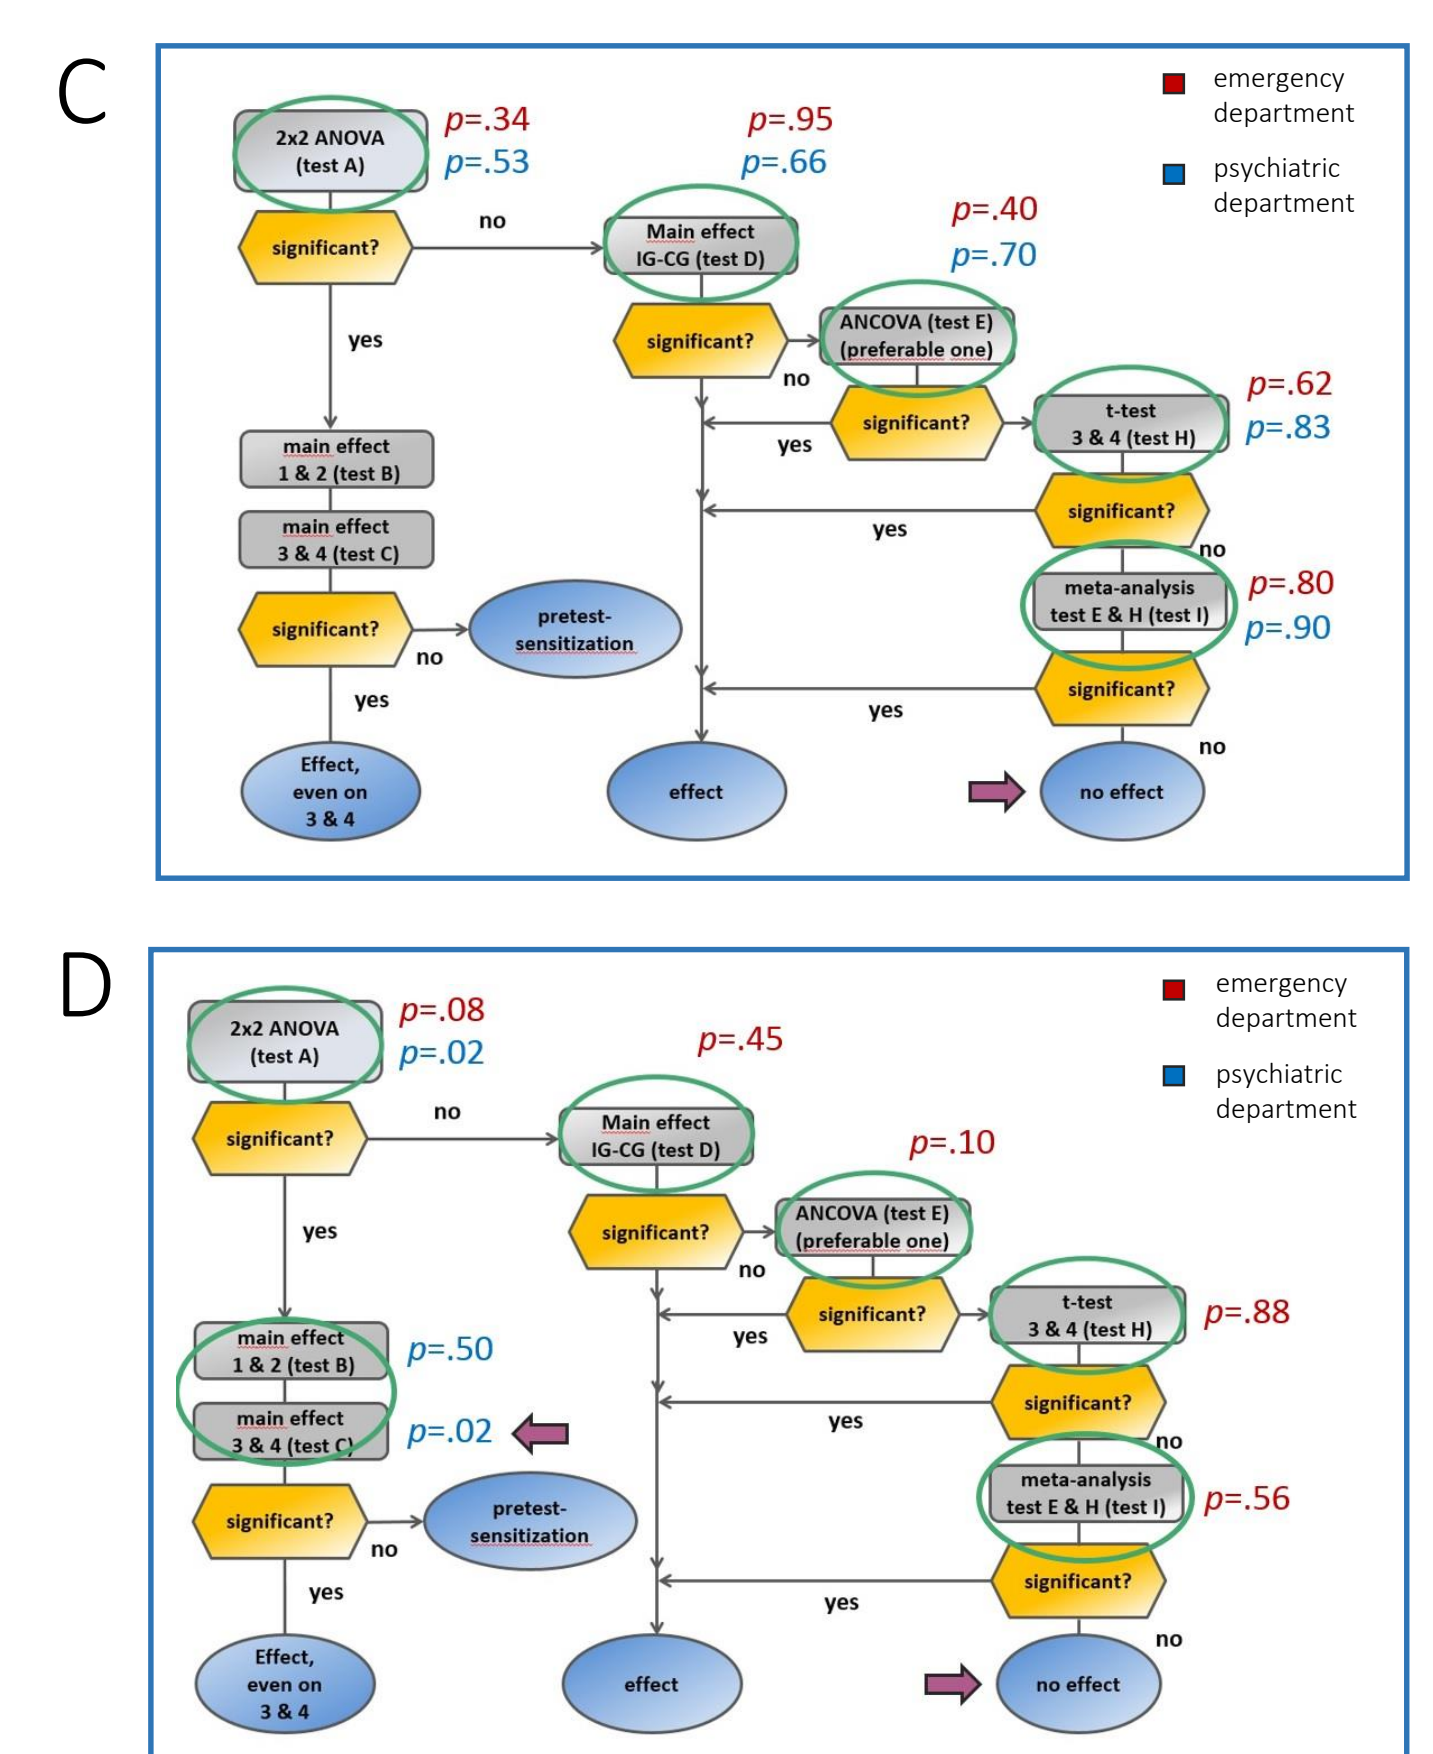 C
emergency
department
psychiatric
department
2x2 ANOVA
(test A)
p=.34
p=.53
significant?
no
p=.95
p=.66
Main effect
IG-CG (test D)
significant?
no
p=.40
p=.70
ANCOVA (test E)
(preferable one)
significant?
yes
p=.62
p=.83
t-test
3 & 4 (test H)
significant?
yes
no
p=.80
p=.90
meta-analysis
test E & H (test I)
significant?
yes
no
yes
main effect
1 & 2 (test B)
main effect
3 & 4 (test C)
significant?
no
pretest-
sensitization
yes
Effect,
even on
3 & 4
effect
no effect
D
emergency
department
psychiatric
department
2x2 ANOVA
(test A)
p=.08
p=.02
significant?
no
p=.45
Main effect
IG-CG (test D)
significant?
no
p=.10
ANCOVA (test E)
(preferable one)
significant?
yes
t-test
3 & 4 (test H)
p=.88
significant?
yes
no
meta-analysis
test E & H (test I)
p=.56
significant?
yes
no
yes
main effect
1 & 2 (test B)
p=.50
main effect
3 & 4 (test C)
p=.02
significant?
no
pretest-
sensitization
yes
Effect,
even on
3 & 4
effect
no effect